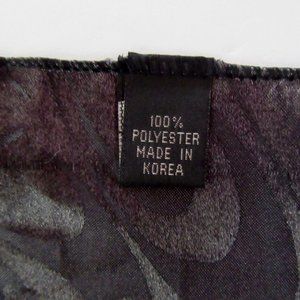 100%
POLYESTER
MADE IN
KOREA